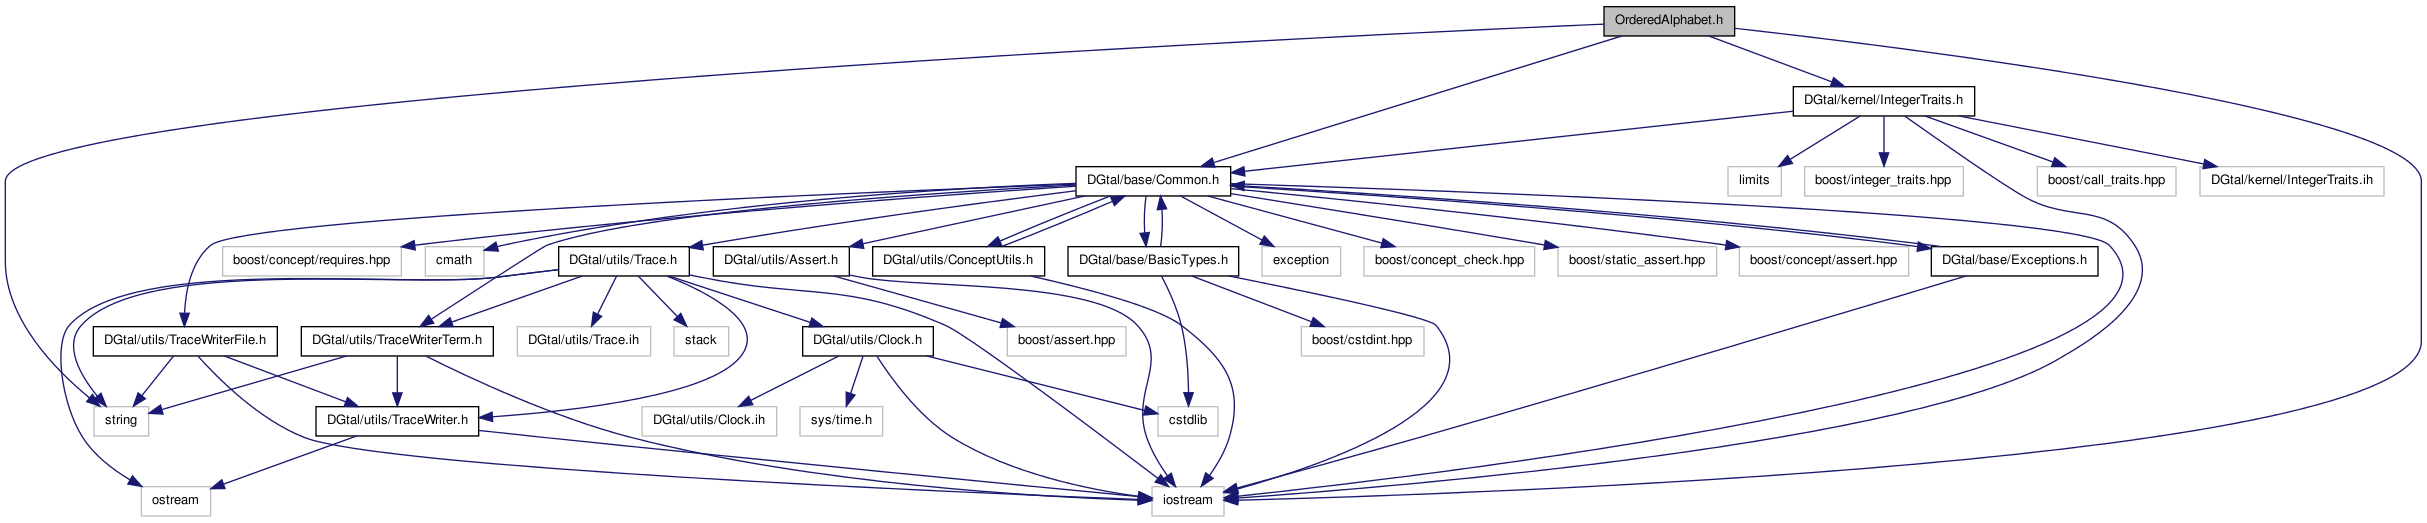 OrderedAlphabet.h
DGtal/kernel/IntegerTraits.h
DGtal/base/Common.h
limits
boost/integer_traits.hpp
boost/call_traits.hpp
DGtal/kernel/IntegerTraits.ih
boost/concept/requires.hpp
cmath
DGtal/utils/Trace.h
DGtal/utils/Assert.h
DGtal/utils/ConceptUtils.h
DGtal/base/BasicTypes.h
exception
boost/concept_check.hpp
boost/static_assert.hpp
boost/concept/assert.hpp
DGtal/base/Exceptions.h
DGtal/utils/TraceWriterFile.h
DGtal/utils/TraceWriterTerm.h
DGtal/utils/Trace.ih
stack
DGtal/utils/Clock.h
boost/assert.hpp
boost/cstdint.hpp
string
DGtal/utils/TraceWriter.h
DGtal/utils/Clock.ih
sys/time.h
cstdlib
ostream
iostream